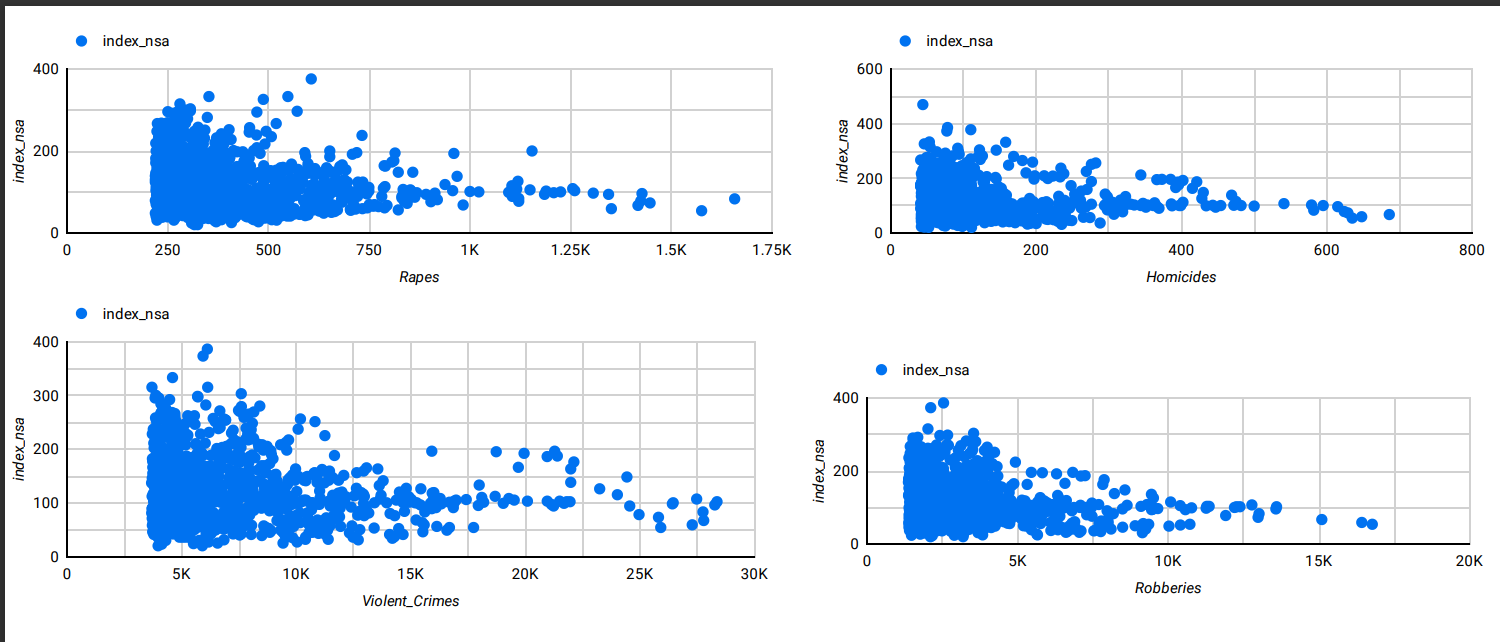 index_nsa
400
200
0
index_nsa
0 250 500 750 1K 1.25K 1.5K 1.75K
Rapes
index_nsa
600
400
200
0
index_nsa
0 200 400 600 800
Homicides
index_nsa
400
300
200
100
0
index_nsa
0 5K 10K 15K 20K 25K 30K
Violent_Crimes
index_nsa
400
200
0
index_nsa
0 5K 10K 15K 20K
Robberies